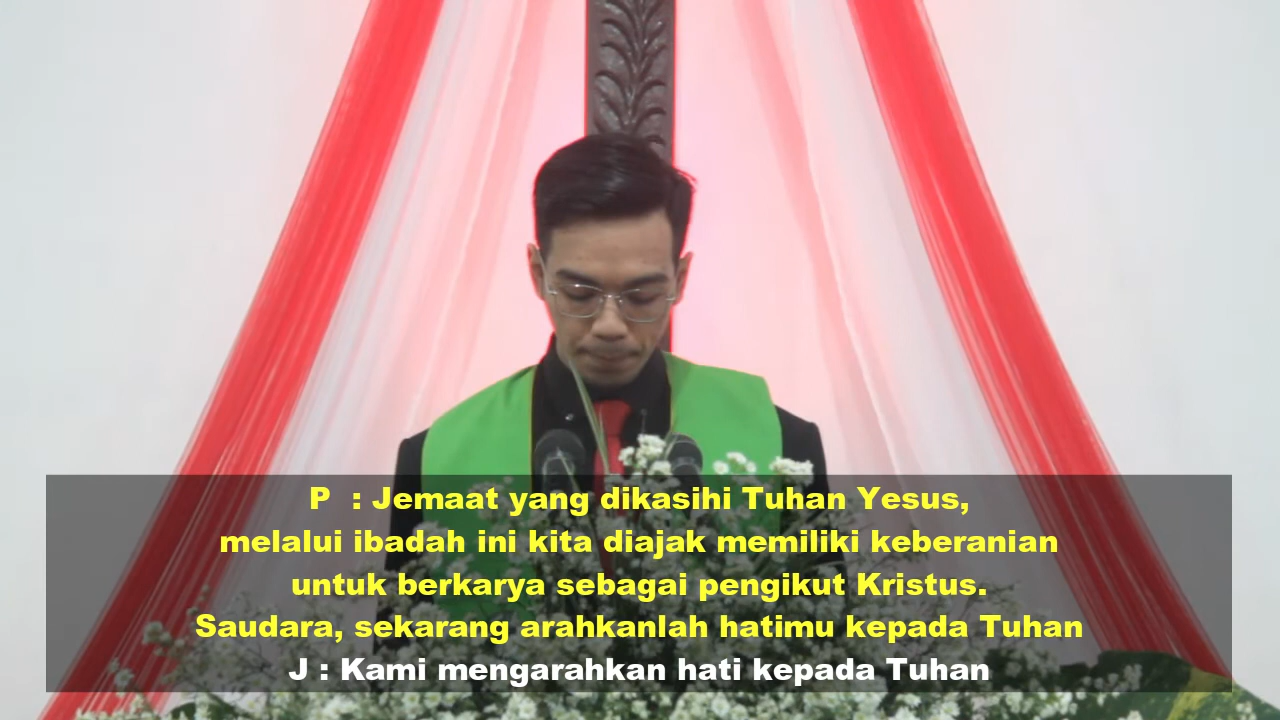 P : Jemaat yang dikasihi Tuhan Yesus,
melalui ibadah ini kita diajak memiliki keberanian
untuk berkarya sebagai pengikut Kristus.
Saudara, sekarang arahkanlah hatimu kepada Tuhan
J : Kami mengarahkan hati kepada Tuhan